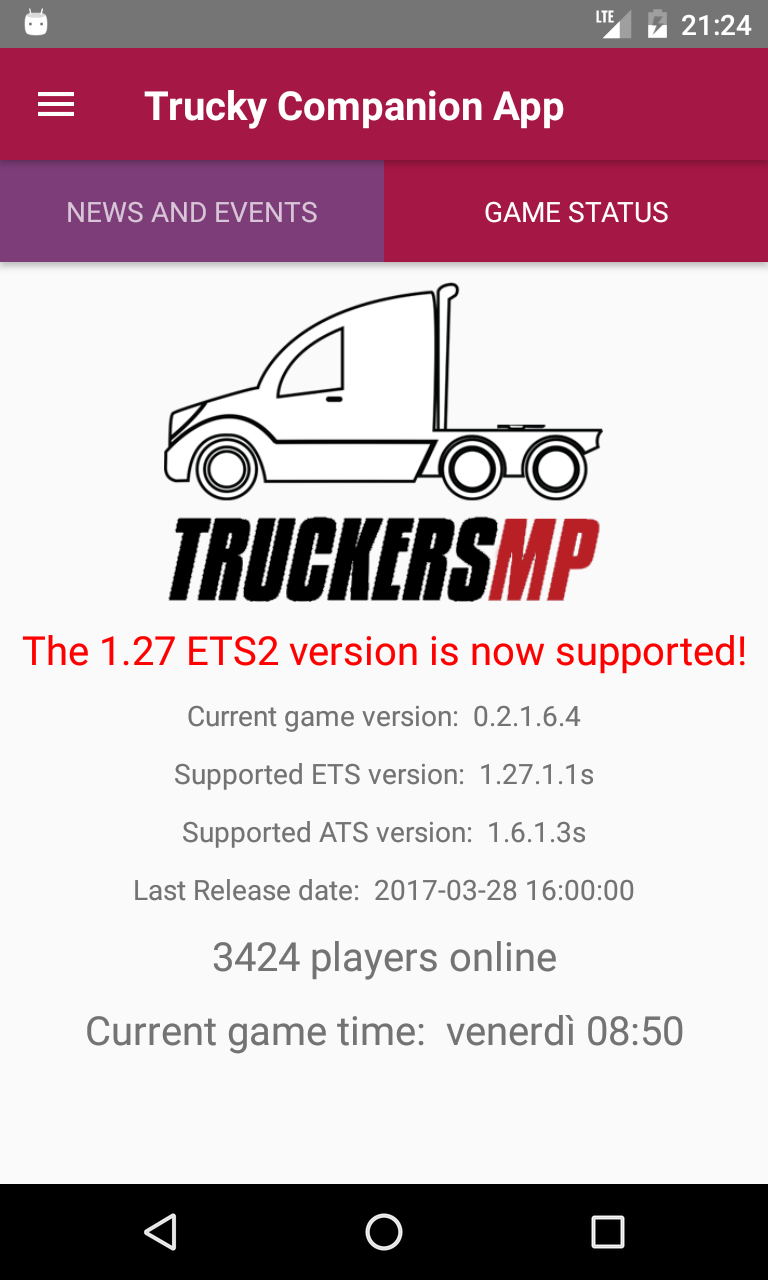 LTE 21:24
Trucky Companion App
NEWS AND EVENTS GAME STATUS
TRUCKERSMP
The 1.27 ETS2 version is now supported!
Current game version: 0.2.1.6.4
Supported ETS version: 1.27.1.1s
Supported ATS version: 1.6.1.3s
Last Release date: 2017-03-28 16:00:00
3424 players online
Current game time: venerdì 08:50